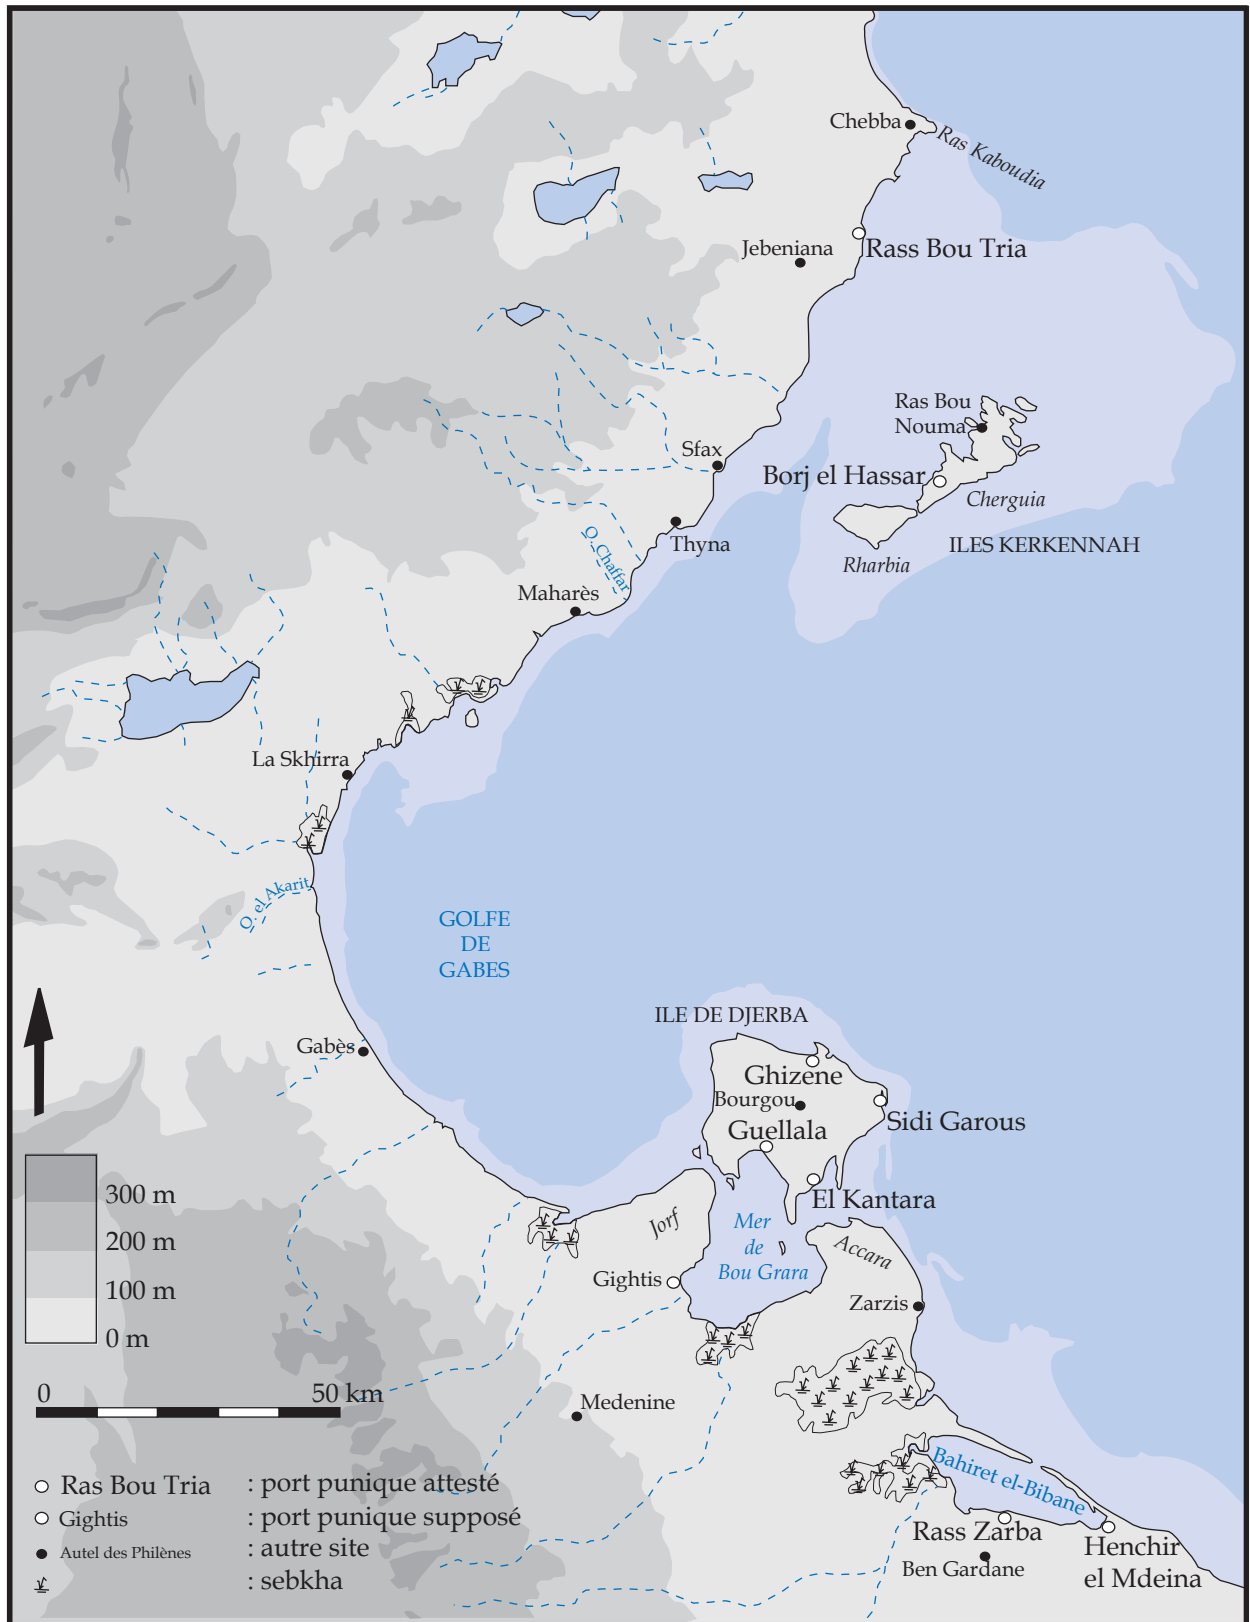 Chebba
Ras Kaboudia
Jebeniana
Rass Bou Tria
Ras Bou
Nouma
Sfax
Borj el Hassar
Cherguia
Thyna
O. Chaffar
ILES KERKENNAH
Rharbia
Maharès
La Skhirra
O. el Akarit
GOLFE
DE
GABES
ILE DE DJERBA
Gabès
Ghizene
Bourgou
Sidi Garous
Guellala
El Kantara
Jorf
Mer
de
Bou Grara
Accara
Gightis
Zarzis
300 m
200 m
100 m
0 m
0 50 km
Medenine
Bahiret el-Bibane
Rass Zarba
Henchir
el Mdeina
Ben Gardane
Ras Bou Tria : port punique attesté
Gightis : port punique supposé
Autel des Philènes : autre site
: sebkha